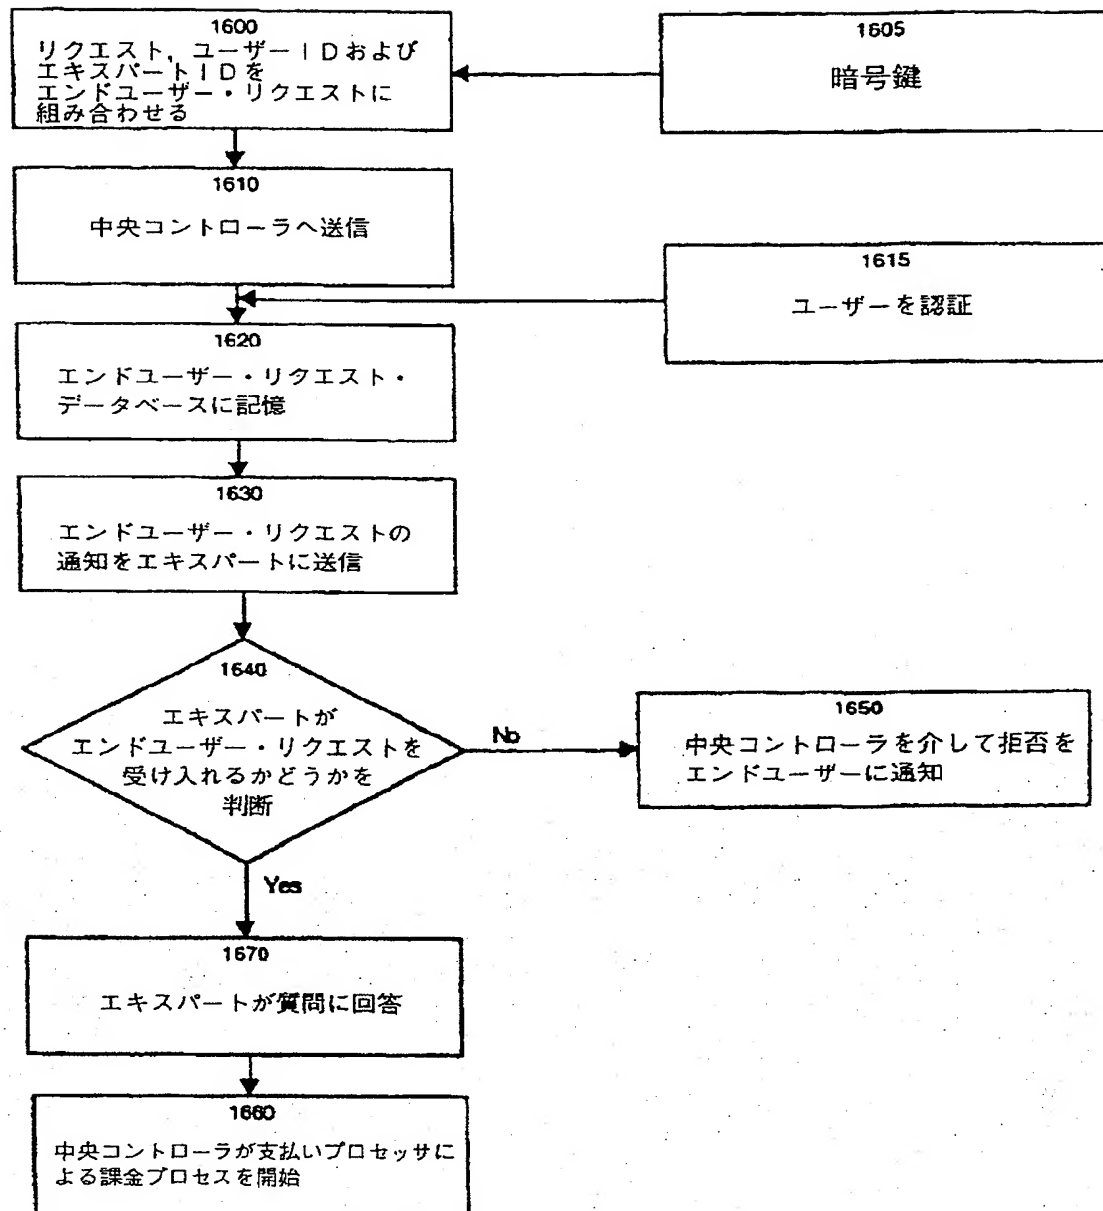 1600
リクエスト, ユーザーIDおよび
エキスパートIDを
エンドユーザー・リクエストに
組み合わせる
1605
暗号鍵
1610
中央コントローラへ送信
1615
ユーザーを認証
1620
エンドユーザー・リクエスト・
データベースに記憶
1630
エンドユーザー・リクエストの
通知をエキスパートに送信
1640
エキスパートが
エンドユーザー・リクエストを
受け入れるかどうかを
判断
No
1650
中央コントローラを介して拒否を
エンドユーザーに通知
Yes
1670
エキスパートが質問に回答
1660
中央コントローラが支払いプロセッサに
よる課金プロセスを開始